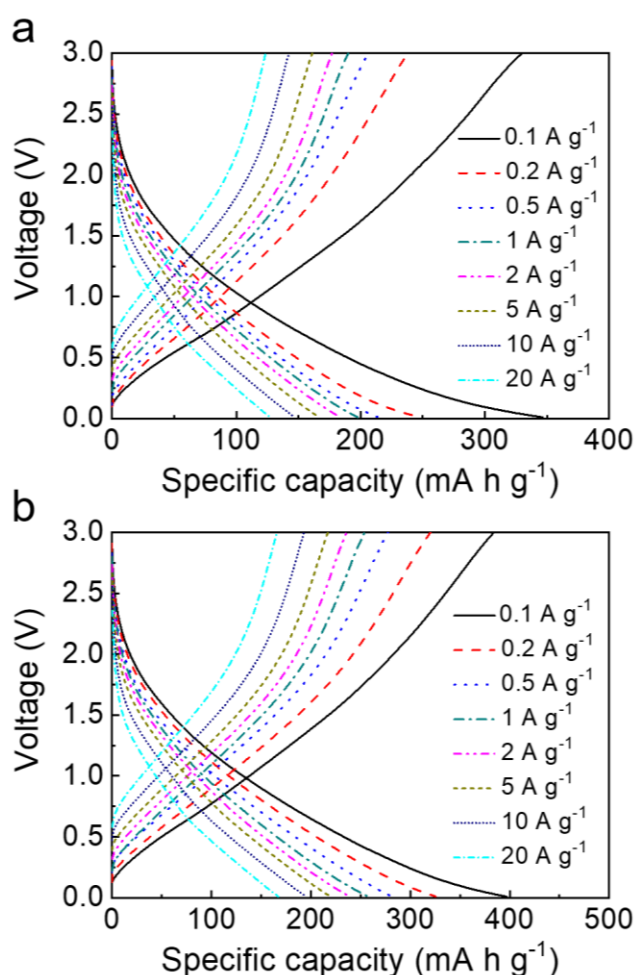 a
3.0
2.5
2.0
1.5
1.0
0.5
0.0
Voltage (V)
0.1 A g⁻¹
0.2 A g⁻¹
0.5 A g⁻¹
1 A g⁻¹
2 A g⁻¹
5 A g⁻¹
10 A g⁻¹
20 A g⁻¹
0 100 200 300 400
Specific capacity (mA h g⁻¹)
b
3.0
2.5
2.0
1.5
1.0
0.5
0.0
Voltage (V)
0.1 A g⁻¹
0.2 A g⁻¹
0.5 A g⁻¹
1 A g⁻¹
2 A g⁻¹
5 A g⁻¹
10 A g⁻¹
20 A g⁻¹
0 100 200 300 400 500
Specific capacity (mA h g⁻¹)